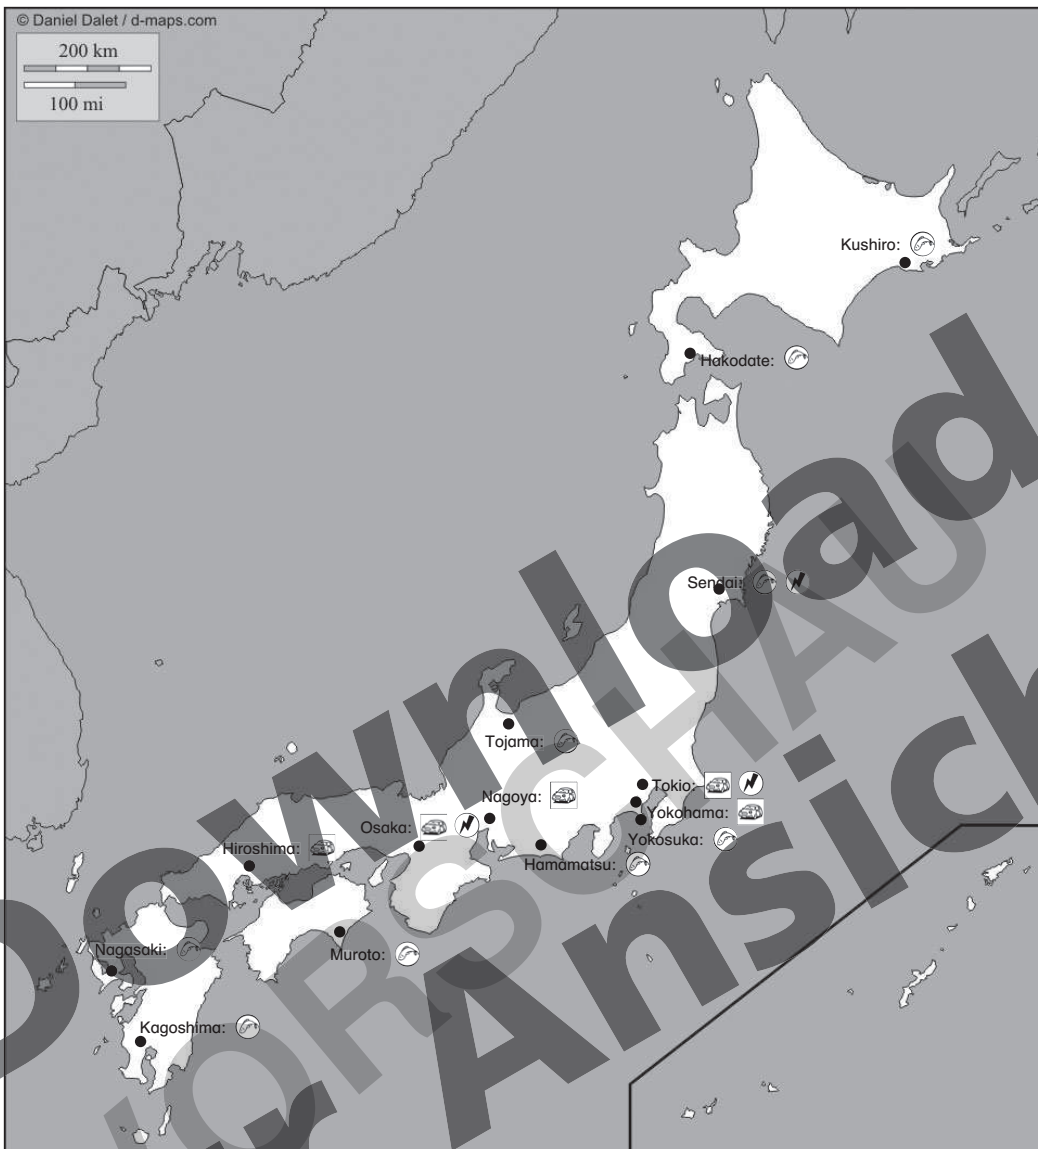 © Daniel Dalet / d-maps.com
200 km
100 mi
Kushiro:
Hakodate:
Sendai:
Tojama:
Tokio:
Nagoya:
Yokohama:
Osaka:
Yokosuka:
Hiroshima:
Hamamatsu:
Nagasaki:
Muroto:
Kagoshima:
Download
VORSCHAU
zur Ansicht